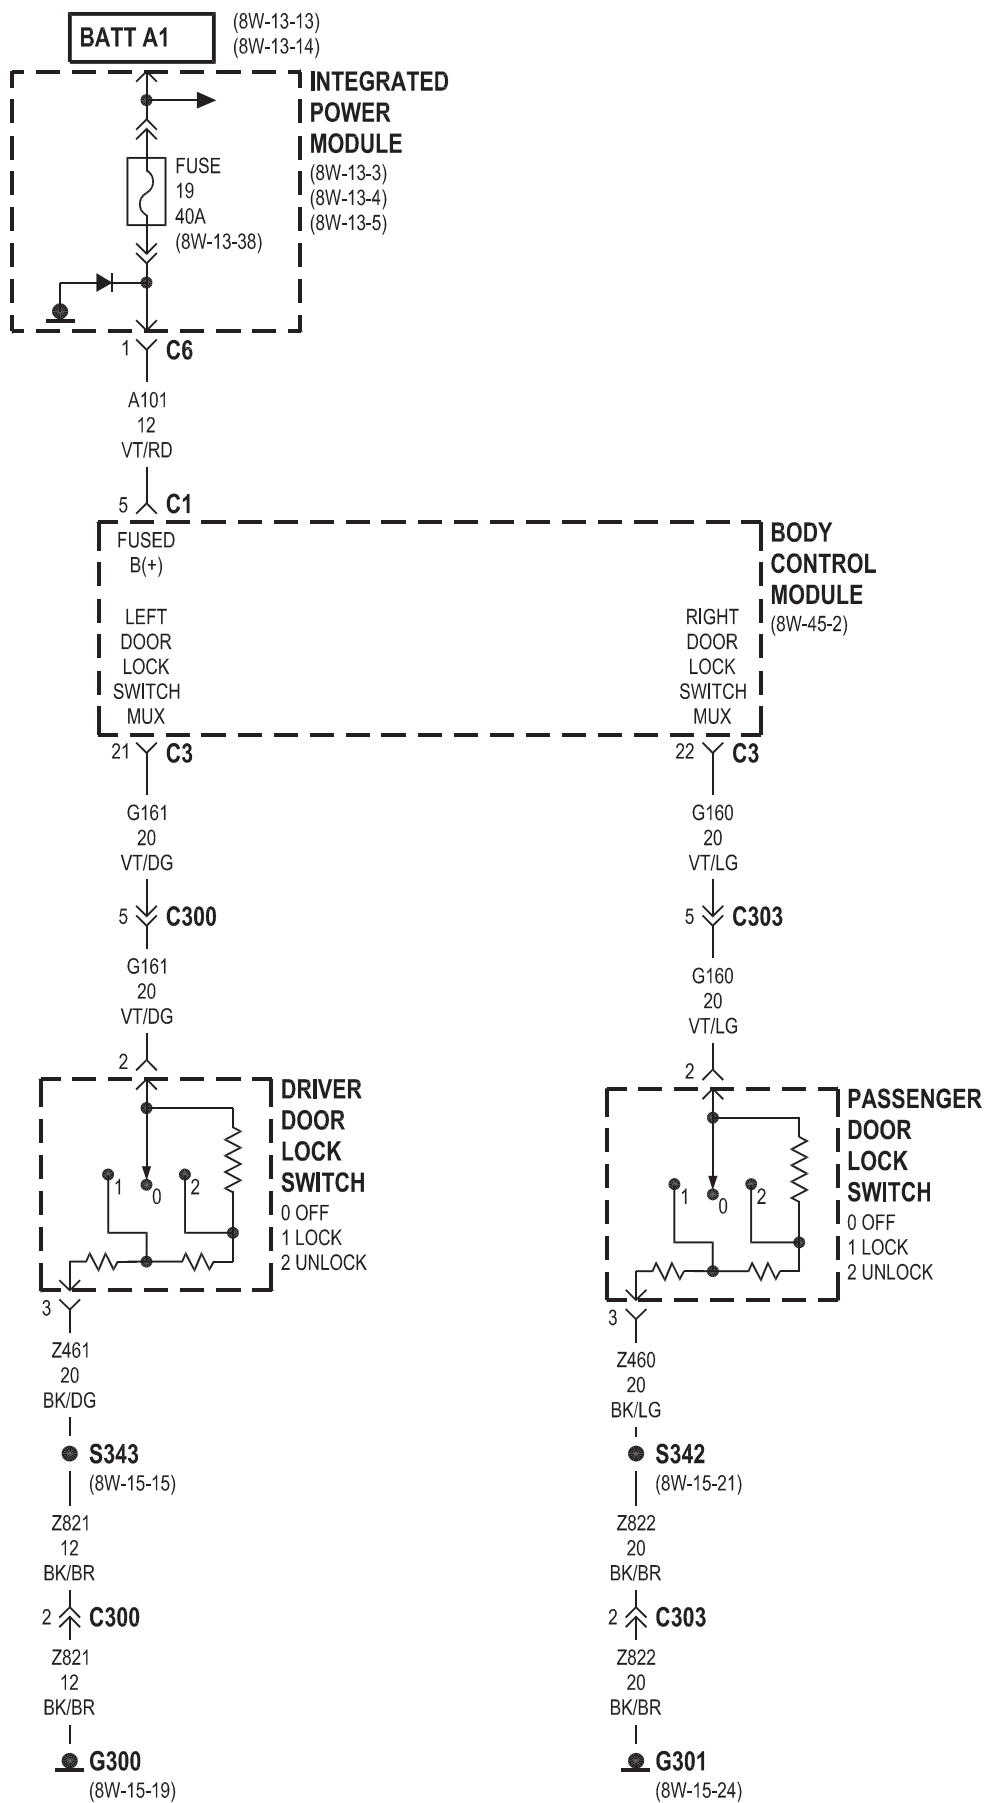 BATT A1
(8W-13-13)
(8W-13-14)
INTEGRATED
POWER
MODULE
(8W-13-3)
(8W-13-4)
(8W-13-5)
FUSE
19
40A
(8W-13-38)
1 C6
A101
12
VT/RD
5 C1
FUSED
B(+)
BODY
CONTROL
MODULE
(8W-45-2)
LEFT
DOOR
LOCK
SWITCH
MUX
RIGHT
DOOR
LOCK
SWITCH
MUX
21 C3
22 C3
G161
20
VT/DG
G160
20
VT/LG
5 C300
5 C303
G161
20
VT/DG
G160
20
VT/LG
2
2
DRIVER
DOOR
LOCK
SWITCH
0 OFF
1 LOCK
2 UNLOCK
1
0
2
PASSENGER
DOOR
LOCK
SWITCH
0 OFF
1 LOCK
2 UNLOCK
1
0
2
3
3
Z461
20
BK/DG
Z460
20
BK/LG
S343
(8W-15-15)
S342
(8W-15-21)
Z821
12
BK/BR
Z822
20
BK/BR
2 C300
2 C303
Z821
12
BK/BR
Z822
20
BK/BR
G300
(8W-15-19)
G301
(8W-15-24)